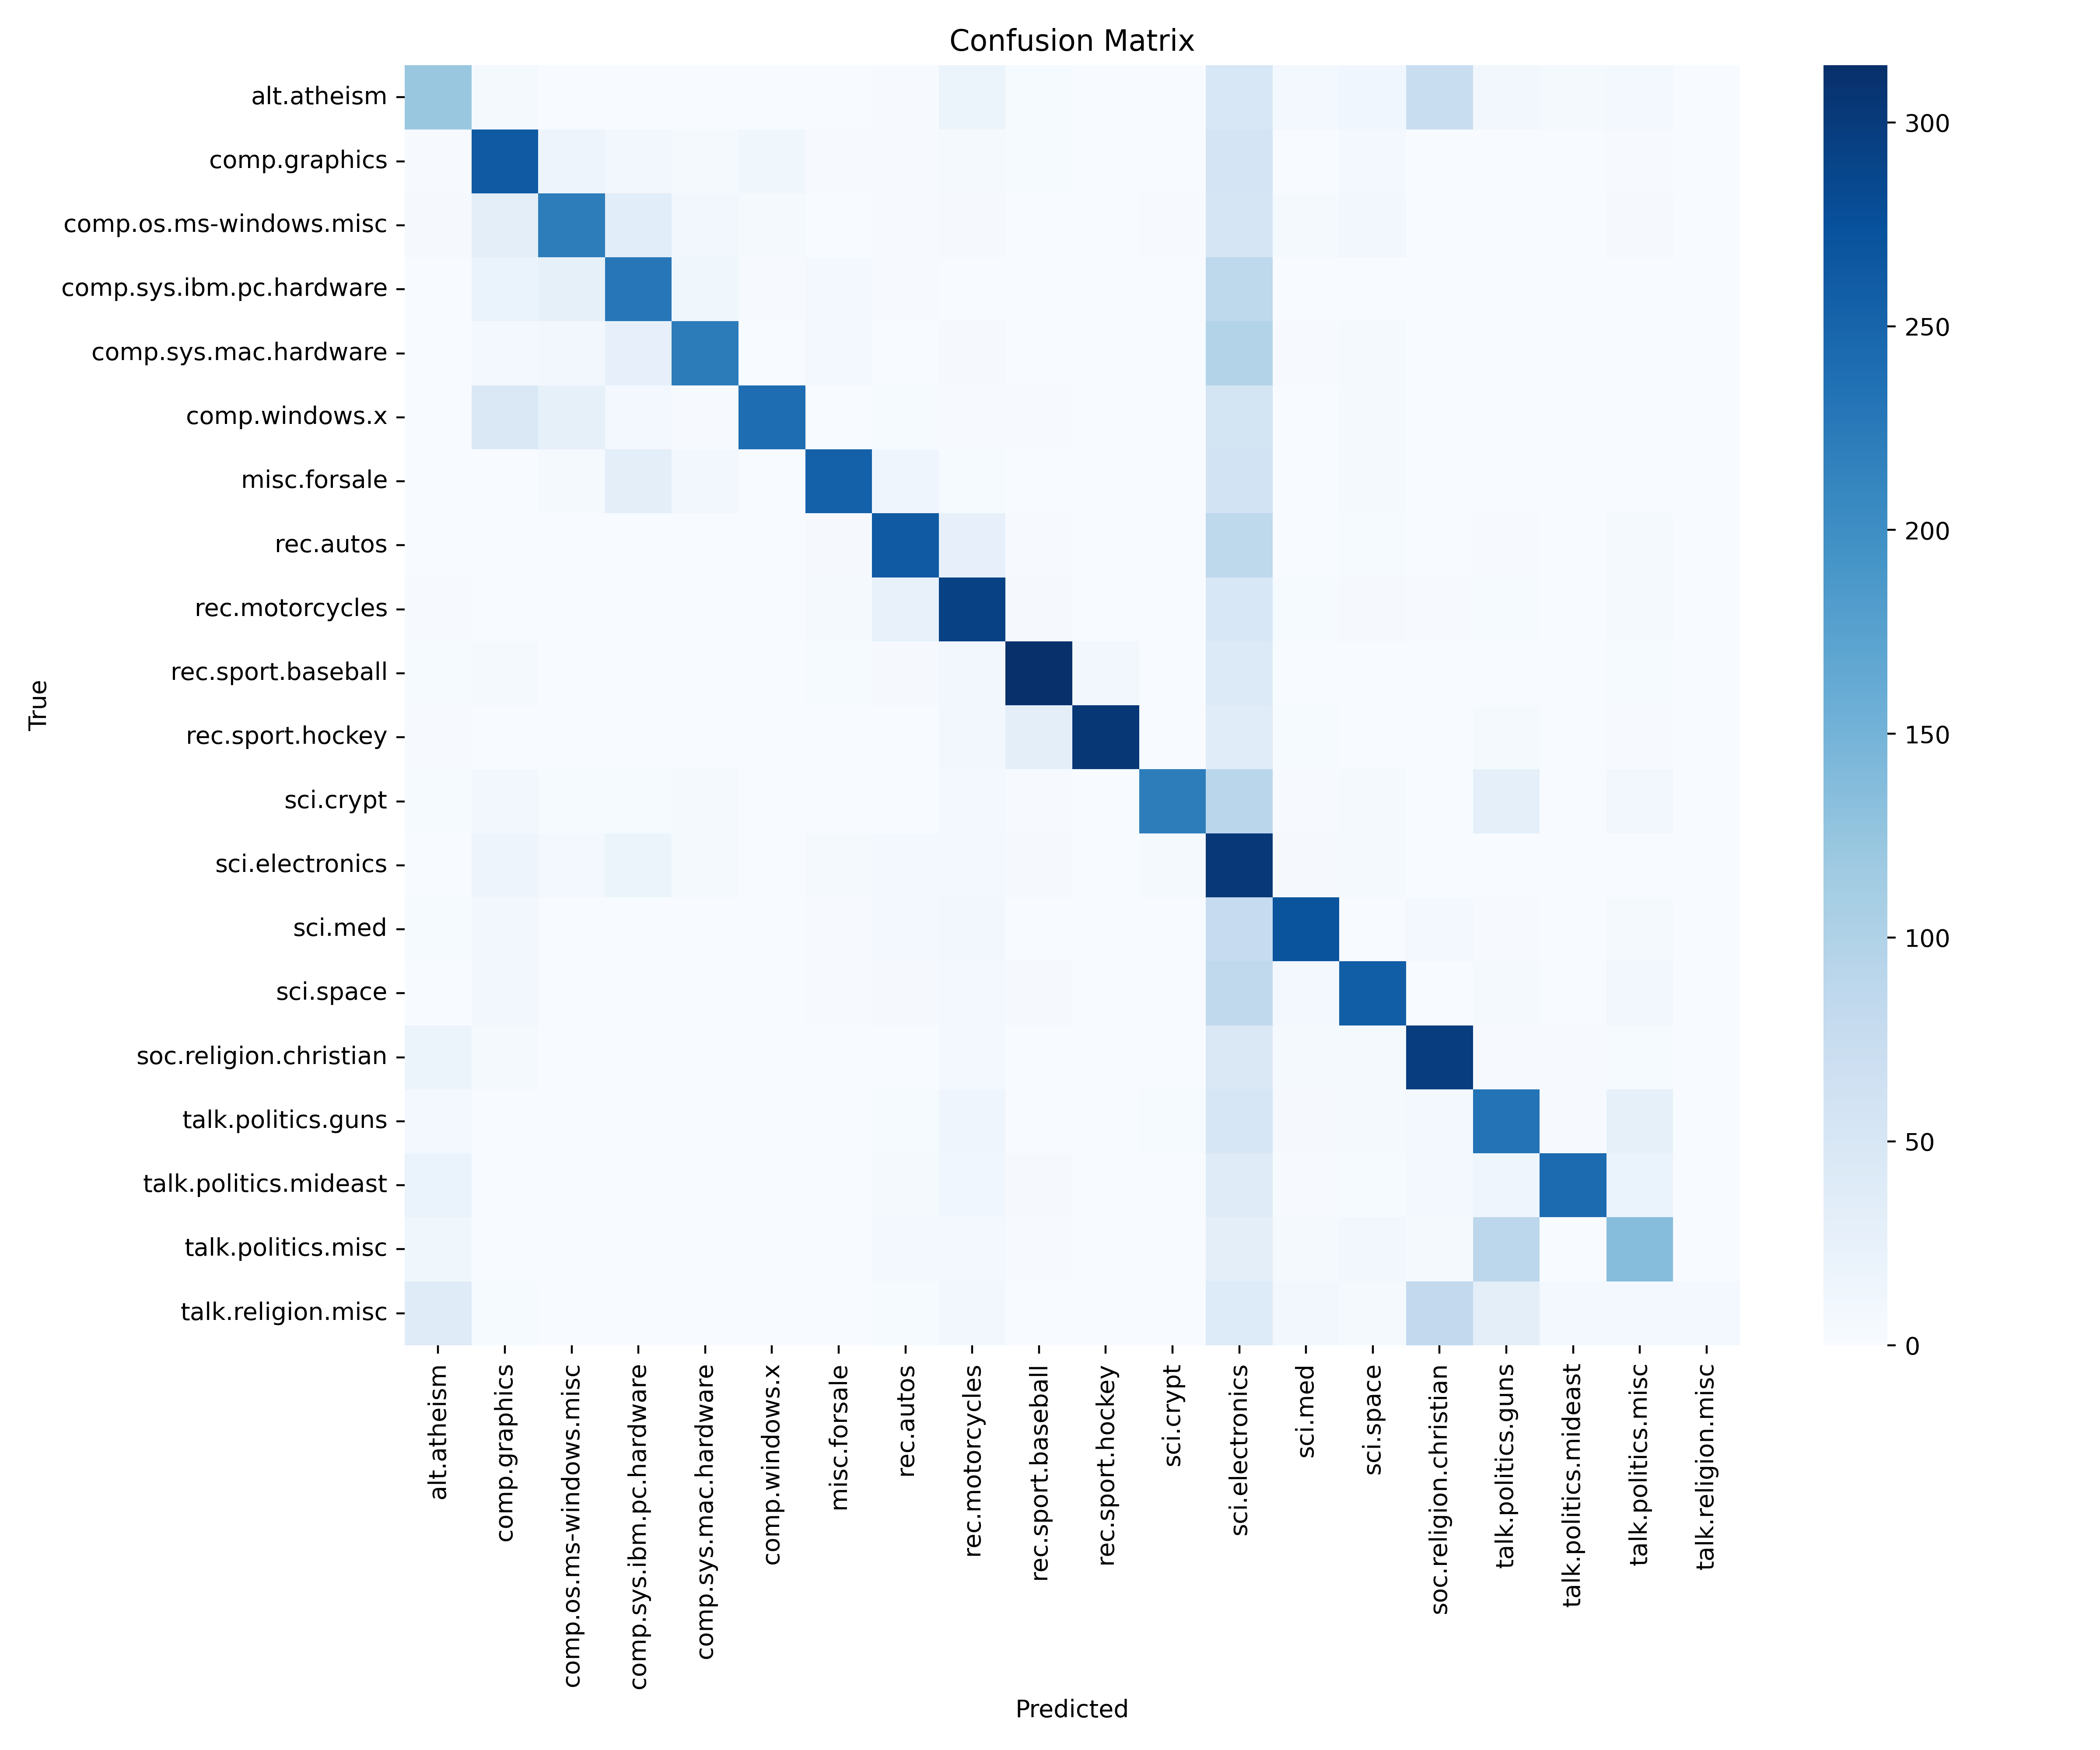 Confusion Matrix
True
alt.atheism
comp.graphics
comp.os.ms-windows.misc
comp.sys.ibm.pc.hardware
comp.sys.mac.hardware
comp.windows.x
misc.forsale
rec.autos
rec.motorcycles
rec.sport.baseball
rec.sport.hockey
sci.crypt
sci.electronics
sci.med
sci.space
soc.religion.christian
talk.politics.guns
talk.politics.mideast
talk.politics.misc
talk.religion.misc
alt.atheism
comp.graphics
comp.os.ms-windows.misc
comp.sys.ibm.pc.hardware
comp.sys.mac.hardware
comp.windows.x
misc.forsale
rec.autos
rec.motorcycles
rec.sport.baseball
rec.sport.hockey
sci.crypt
sci.electronics
sci.med
sci.space
soc.religion.christian
talk.politics.guns
talk.politics.mideast
talk.politics.misc
talk.religion.misc
Predicted
300
250
200
150
100
50
0